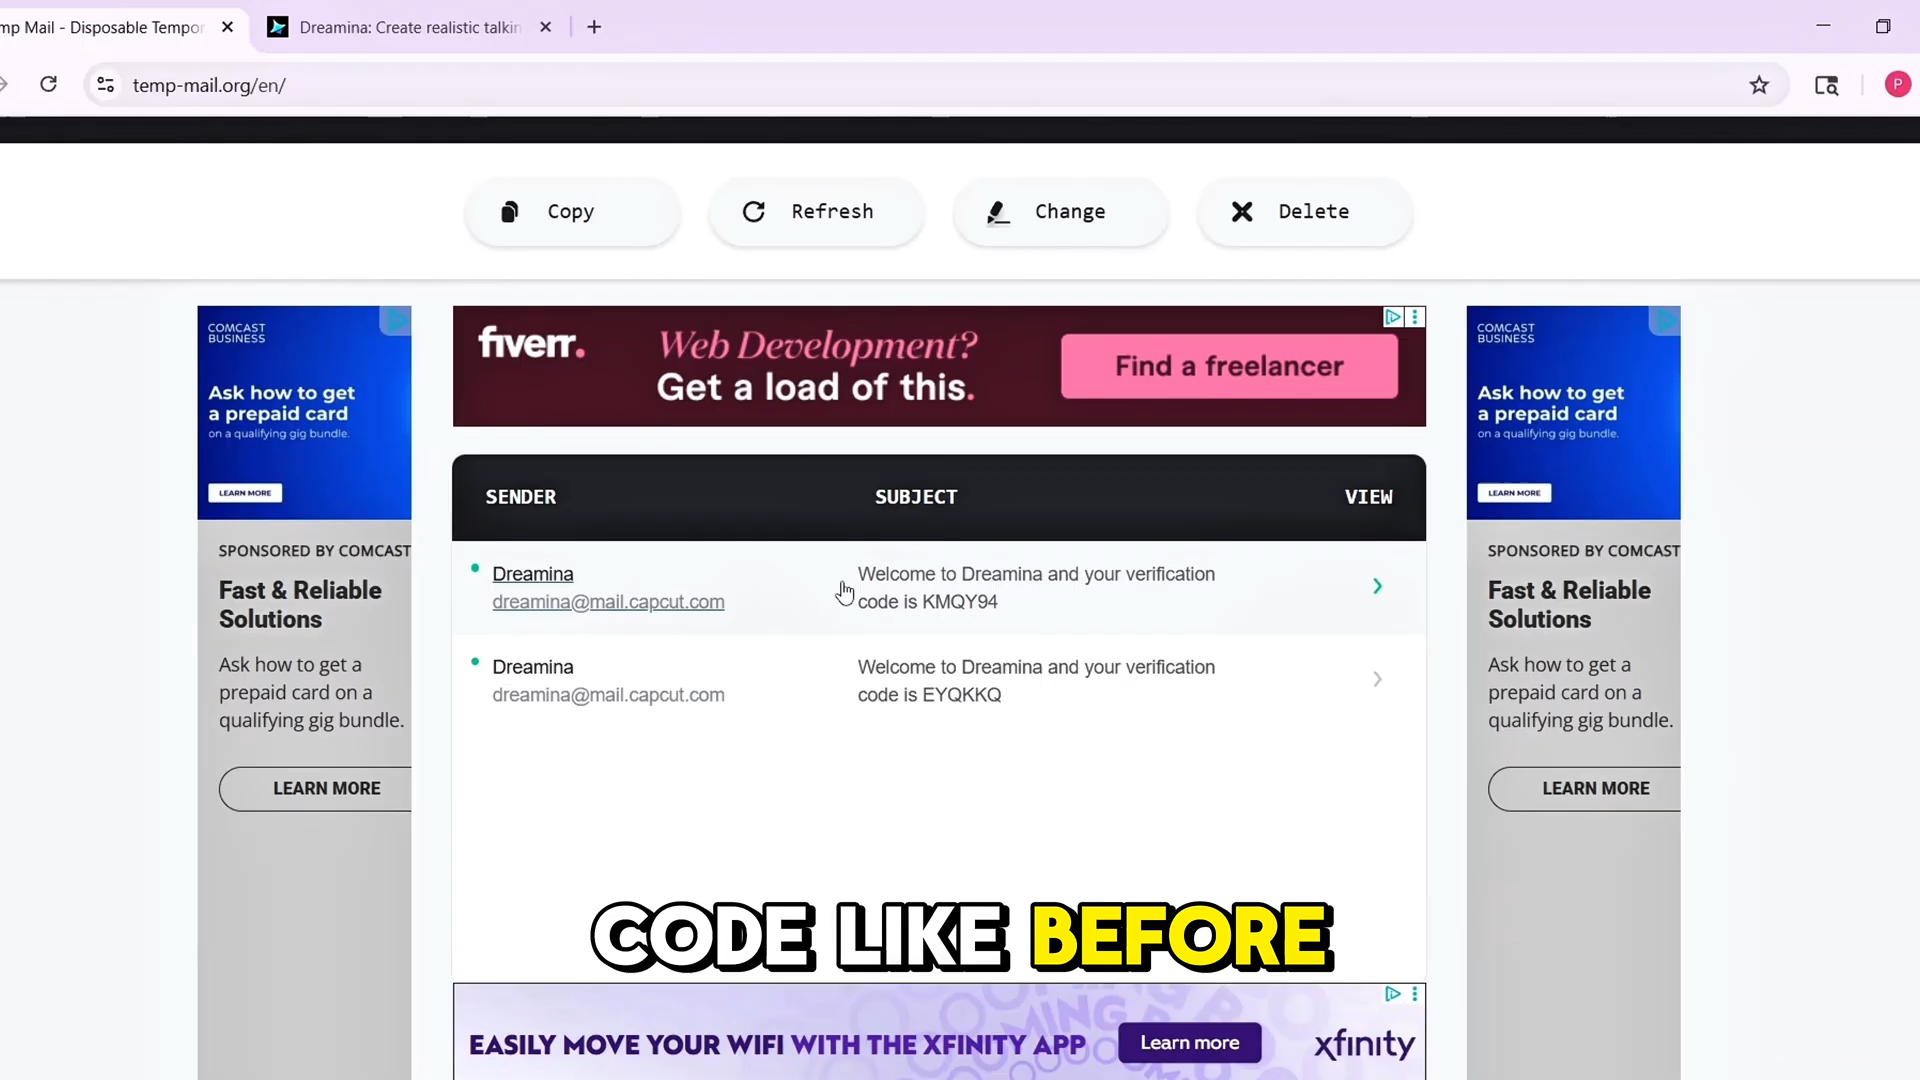 mp Mail - Disposable Tempor
Dreamina: Create realistic talkin
temp-mail.org/en/
P
Copy
Refresh
Change
Delete
COMCAST
BUSINESS
Ask how to get
a prepaid card
on a qualifying gig bundle.
LEARN MORE
SPONSORED BY COMCAST
Fast & Reliable
Solutions
Ask how to get a
prepaid card on a
qualifying gig bundle.
LEARN MORE
fiverr.
Web Development?
Get a load of this.
Find a freelancer
SENDER SUBJECT VIEW
Dreamina
dreamina@mail.capcut.com
Welcome to Dreamina and your verification
code is KMQY94
Dreamina
dreamina@mail.capcut.com
Welcome to Dreamina and your verification
code is EYQKKQ
COMCAST
BUSINESS
Ask how to get
a prepaid card
on a qualifying gig bundle.
LEARN MORE
SPONSORED BY COMCAST
Fast & Reliable
Solutions
Ask how to get a
prepaid card on a
qualifying gig bundle.
LEARN MORE
CODE LIKE BEFORE
EASILY MOVE YOUR WIFI WITH THE XFINITY APP
Learn more
xfinity